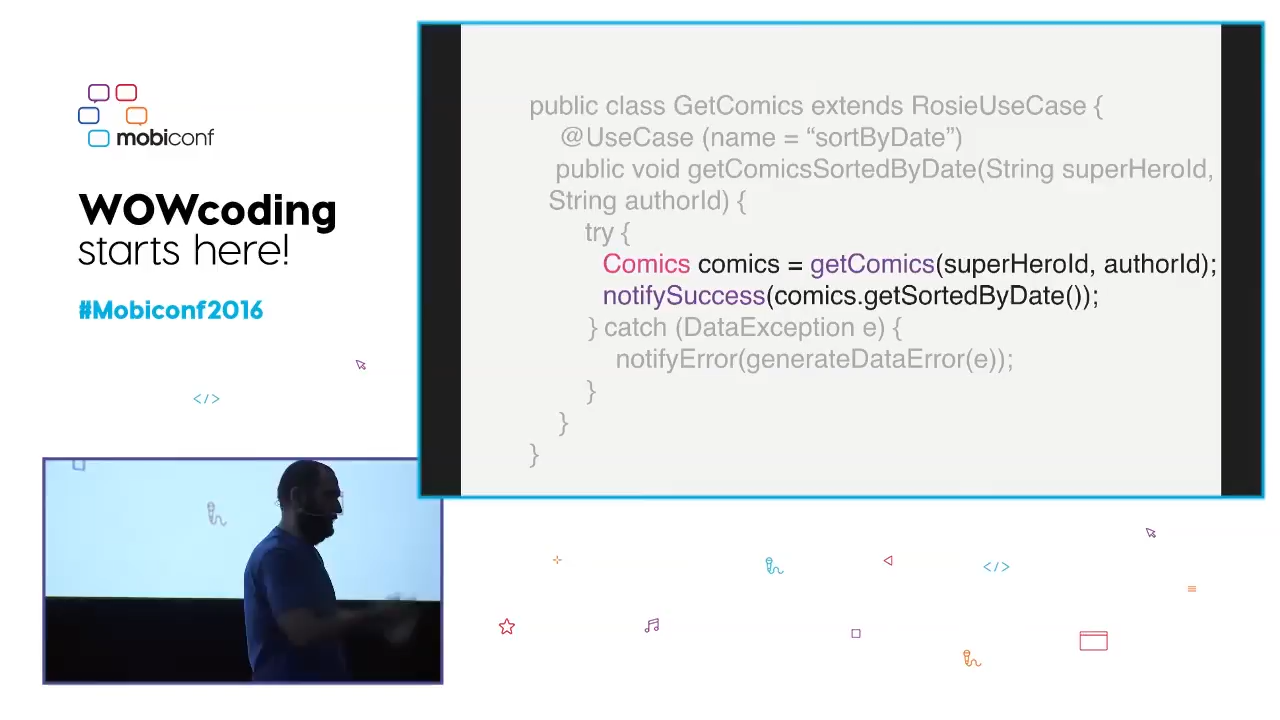 mobiconf
WOWcoding
starts here!
#Mobiconf2016
</>
public class GetComics extends RosieUseCase {
@UseCase (name = “sortByDate”)
public void getComicsSortedByDate(String superHeroId,
String authorId) {
try {
Comics comics = getComics(superHeroId, authorId);
notifySuccess(comics.getSortedByDate());
} catch (DataException e) {
notifyError(generateDataError(e));
}
}
}
</>